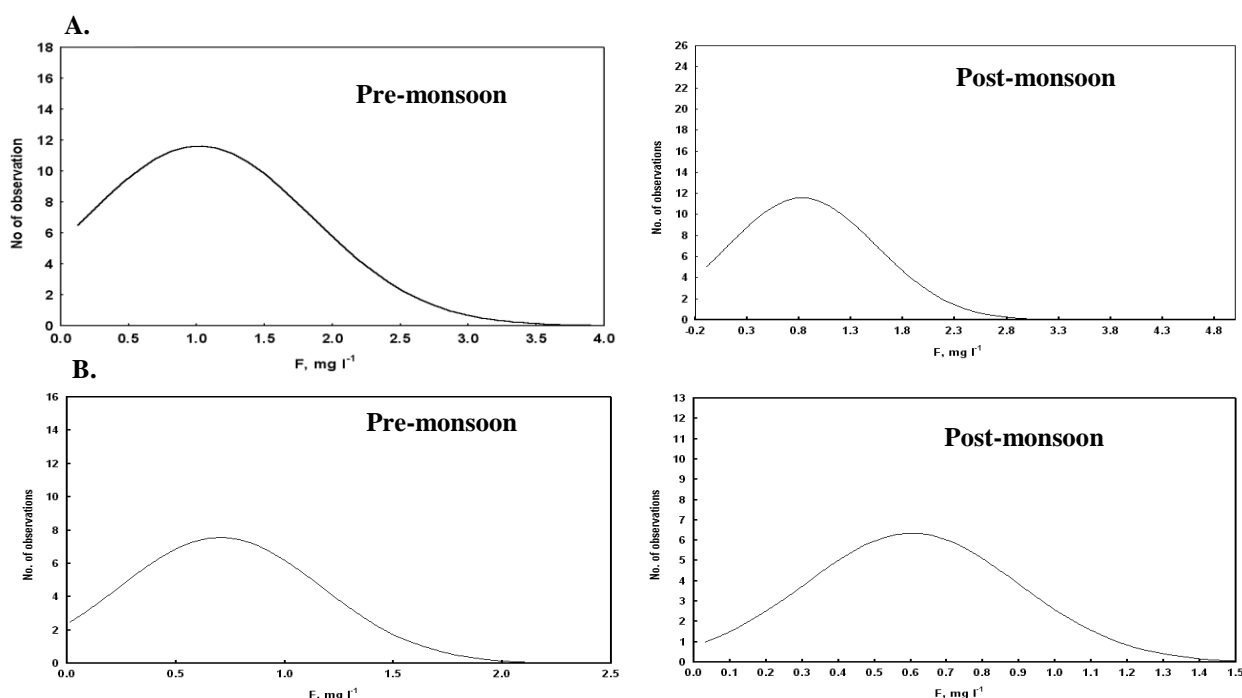 A.
Pre-monsoon
No of observation
18
16
14
12
10
8
6
4
2
0
0.0 0.5 1.0 1.5 2.0 2.5 3.0 3.5 4.0
F, mg l-1
Post-monsoon
No. of observations
26
24
22
20
18
16
14
12
10
8
6
4
2
0
-0.2 0.3 0.8 1.3 1.8 2.3 2.8 3.3 3.8 4.3 4.8
F, mg l-1
B.
Pre-monsoon
No. of observations
16
14
12
10
8
6
4
2
0
0.0 0.5 1.0 1.5 2.0 2.5
F, mg l-1
Post-monsoon
No. of observations
13
12
11
10
9
8
7
6
5
4
3
2
1
0
0.0 0.1 0.2 0.3 0.4 0.5 0.6 0.7 0.8 0.9 1.0 1.1 1.2 1.3 1.4 1.5
F, mg l-1